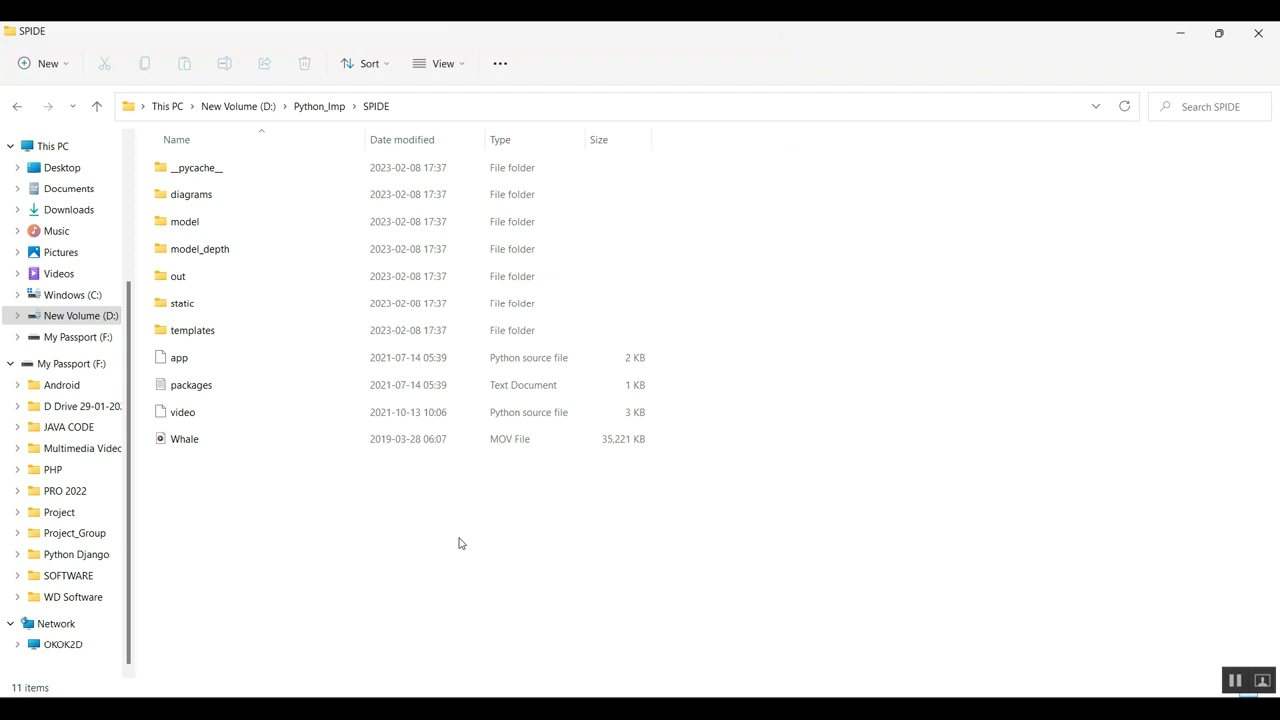 SPIDE
New Sort View
This PC New Volume (D:) Python_Imp SPIDE Search SPIDE
Name Date modified Type Size
__pycache__ 2023-02-08 17:37 File folder
diagrams 2023-02-08 17:37 File folder
model 2023-02-08 17:37 File folder
model_depth 2023-02-08 17:37 File folder
out 2023-02-08 17:37 File folder
static 2023-02-08 17:37 File folder
templates 2023-02-08 17:37 File folder
app 2021-07-14 05:39 Python source file 2 KB
packages 2021-07-14 05:39 Text Document 1 KB
video 2021-10-13 10:06 Python source file 3 KB
Whale 2019-03-28 06:07 MOV File 35,221 KB
This PC
Desktop
Documents
Downloads
Music
Pictures
Videos
Windows (C:)
New Volume (D:)
My Passport (F:)
My Passport (F:)
Android
D Drive 29-01-20
JAVA CODE
Multimedia Videc
PHP
PRO 2022
Project
Project_Group
Python Django
SOFTWARE
WD Software
Network
OKOK2D
11 items